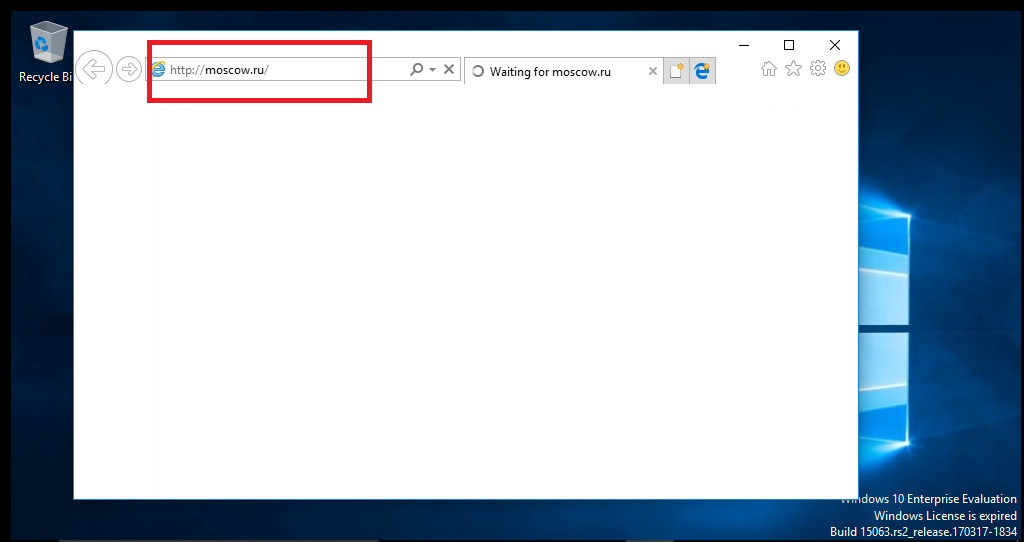 Recycle Bi
http://moscow.ru/
Waiting for moscow.ru
Windows 10 Enterprise Evaluation
Windows License is expired
Build 15063.rs2_release.170317-1834